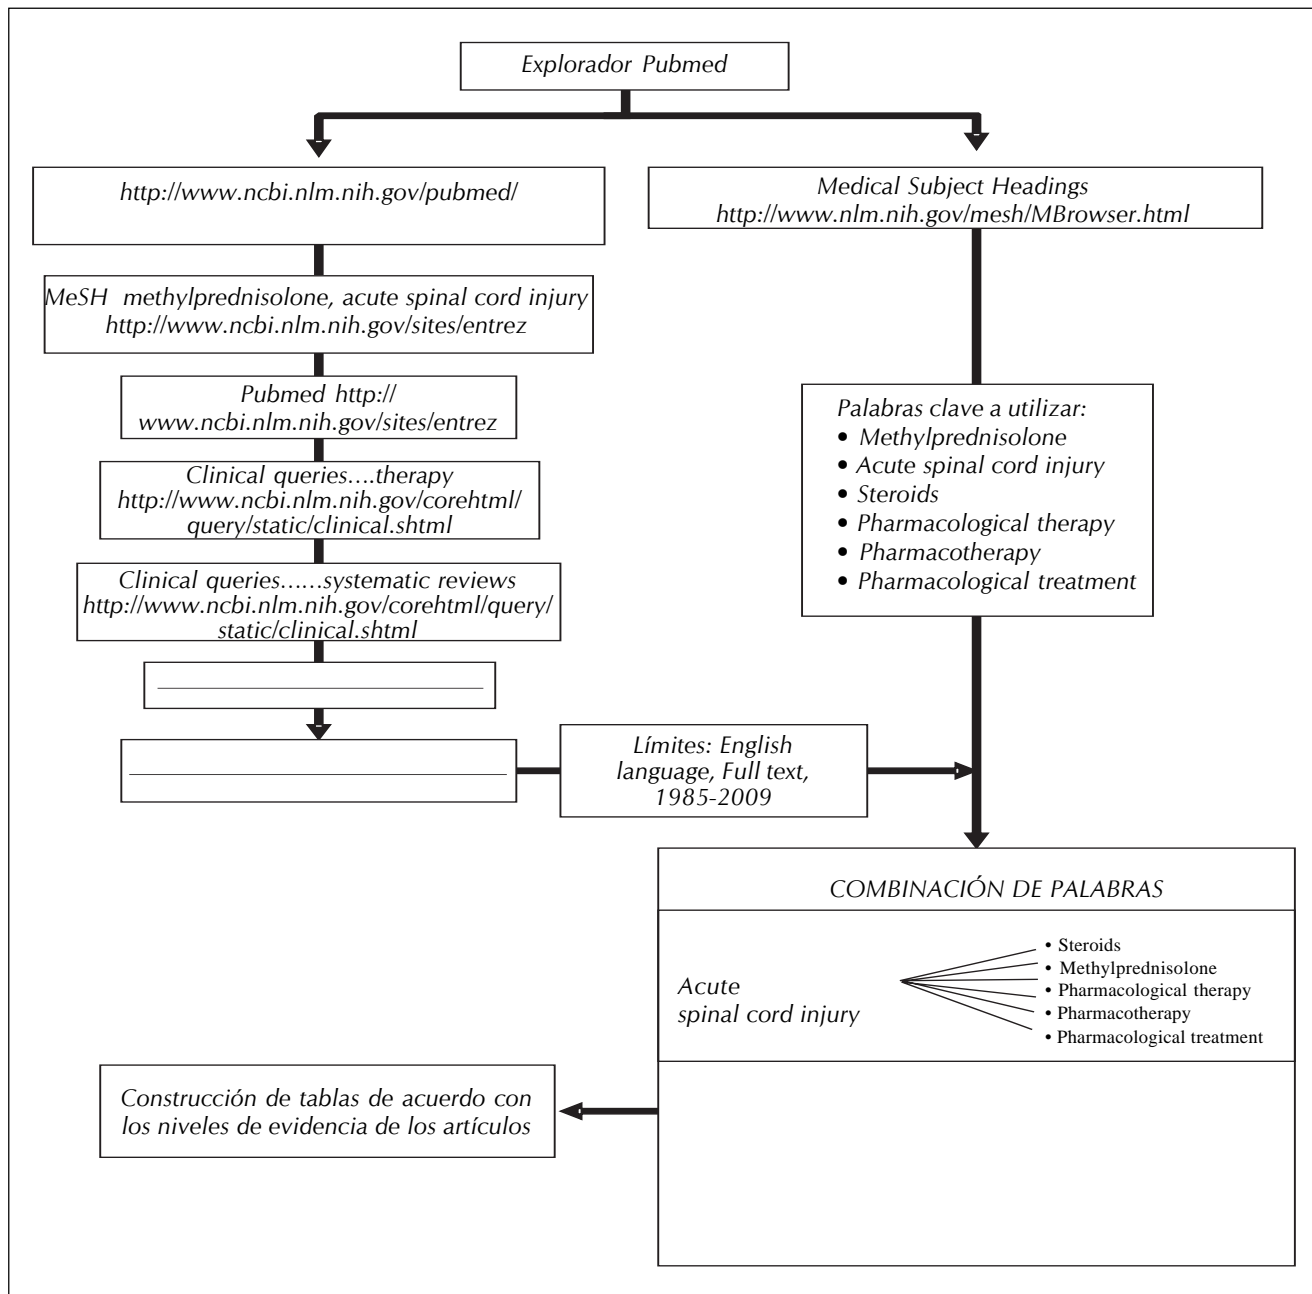 Explorador Pubmed
http://www.ncbi.nlm.nih.gov/pubmed/
Medical Subject Headings
http://www.nlm.nih.gov/mesh/MBrowser.html
MeSH methylprednisolone, acute spinal cord injury
http://www.ncbi.nlm.nih.gov/sites/entrez
Pubmed http://
www.ncbi.nlm.nih.gov/sites/entrez
Clinical queries....therapy
http://www.ncbi.nlm.nih.gov/corehtml/
query/static/clinical.shtml
Clinical queries......systematic reviews
http://www.ncbi.nlm.nih.gov/corehtml/query/
static/clinical.shtml
Palabras clave a utilizar:
• Methylprednisolone
• Acute spinal cord injury
• Steroids
• Pharmacological therapy
• Pharmacotherapy
• Pharmacological treatment
Límites: English
language, Full text,
1985-2009
COMBINACIÓN DE PALABRAS
Acute
spinal cord injury
• Steroids
• Methylprednisolone
• Pharmacological therapy
• Pharmacotherapy
• Pharmacological treatment
Construcción de tablas de acuerdo con
los niveles de evidencia de los artículos